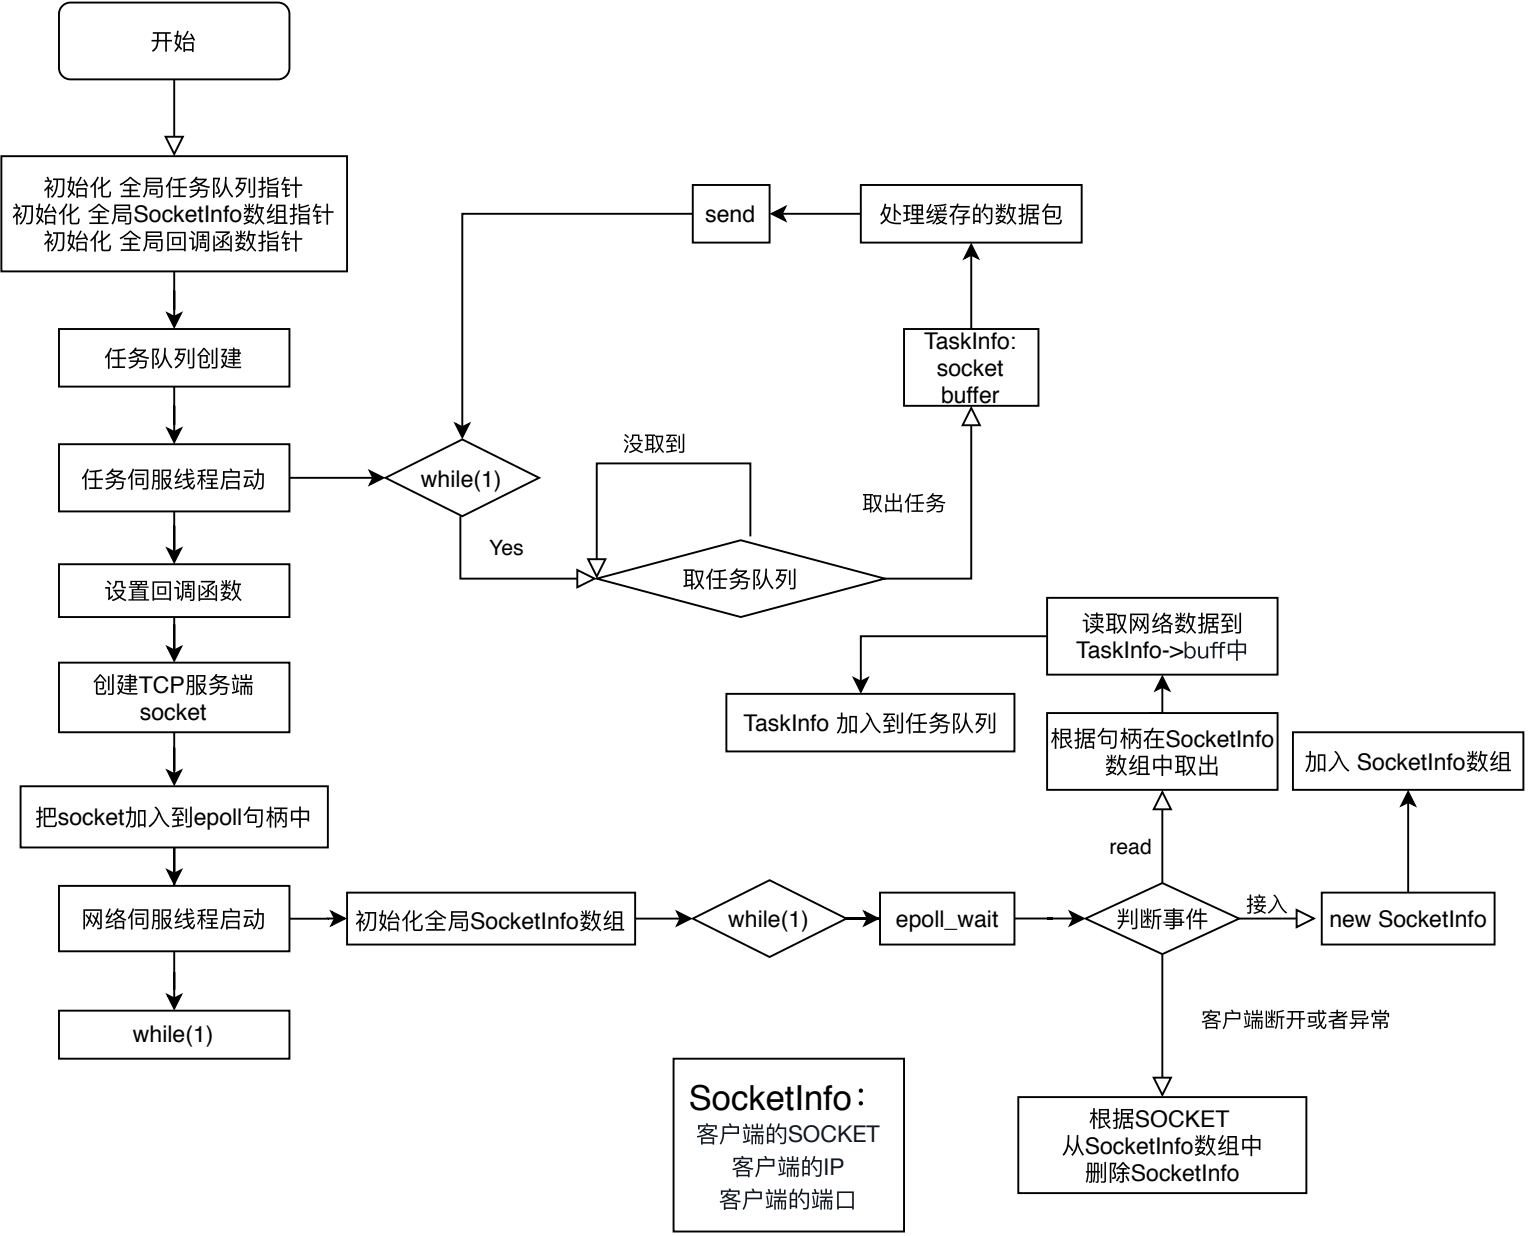 开始
初始化 全局任务队列指针
初始化 全局SocketInfo数组指针
初始化 全局回调函数指针
任务队列创建
任务伺服线程启动
设置回调函数
创建TCP服务端
socket
把socket加入到epoll句柄中
网络伺服线程启动
while(1)
while(1)
Yes
没取到
取任务队列
取出任务
TaskInfo:
socket
buffer
处理缓存的数据包
send
初始化全局SocketInfo数组
while(1)
epoll_wait
判断事件
read
根据句柄在SocketInfo
数组中取出
读取网络数据到
TaskInfo->buff中
TaskInfo 加入到任务队列
接入
new SocketInfo
加入 SocketInfo数组
客户端断开或者异常
根据SOCKET
从SocketInfo数组中
删除SocketInfo
SocketInfo：
客户端的SOCKET
客户端的IP
客户端的端口